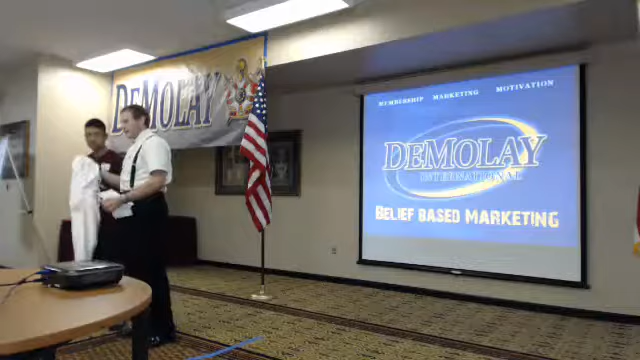 DeMOLAY
MEMBERSHIP MARKETING MOTIVATION
DEMOLAY
INTERNATIONAL
BELIEF BASED MARKETING